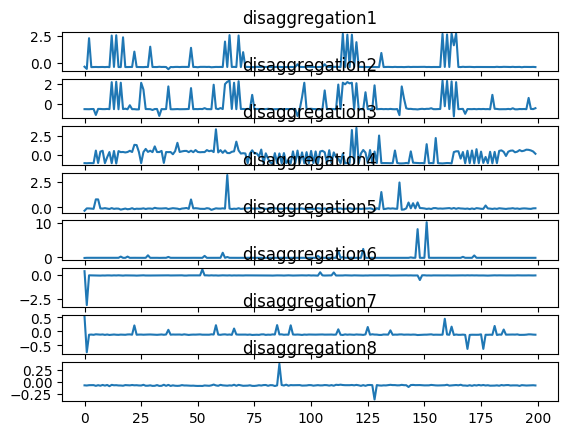 disaggregation1
2.5
0.0
disaggregation2
2
0
disaggregation3
2.5
0.0
disaggregation4
2.5
0.0
disaggregation5
10
0
disaggregation6
0.0
−2.5
disaggregation7
0.5
0.0
−0.5
disaggregation8
0.25
0.00
−0.25
0 25 50 75 100 125 150 175 200